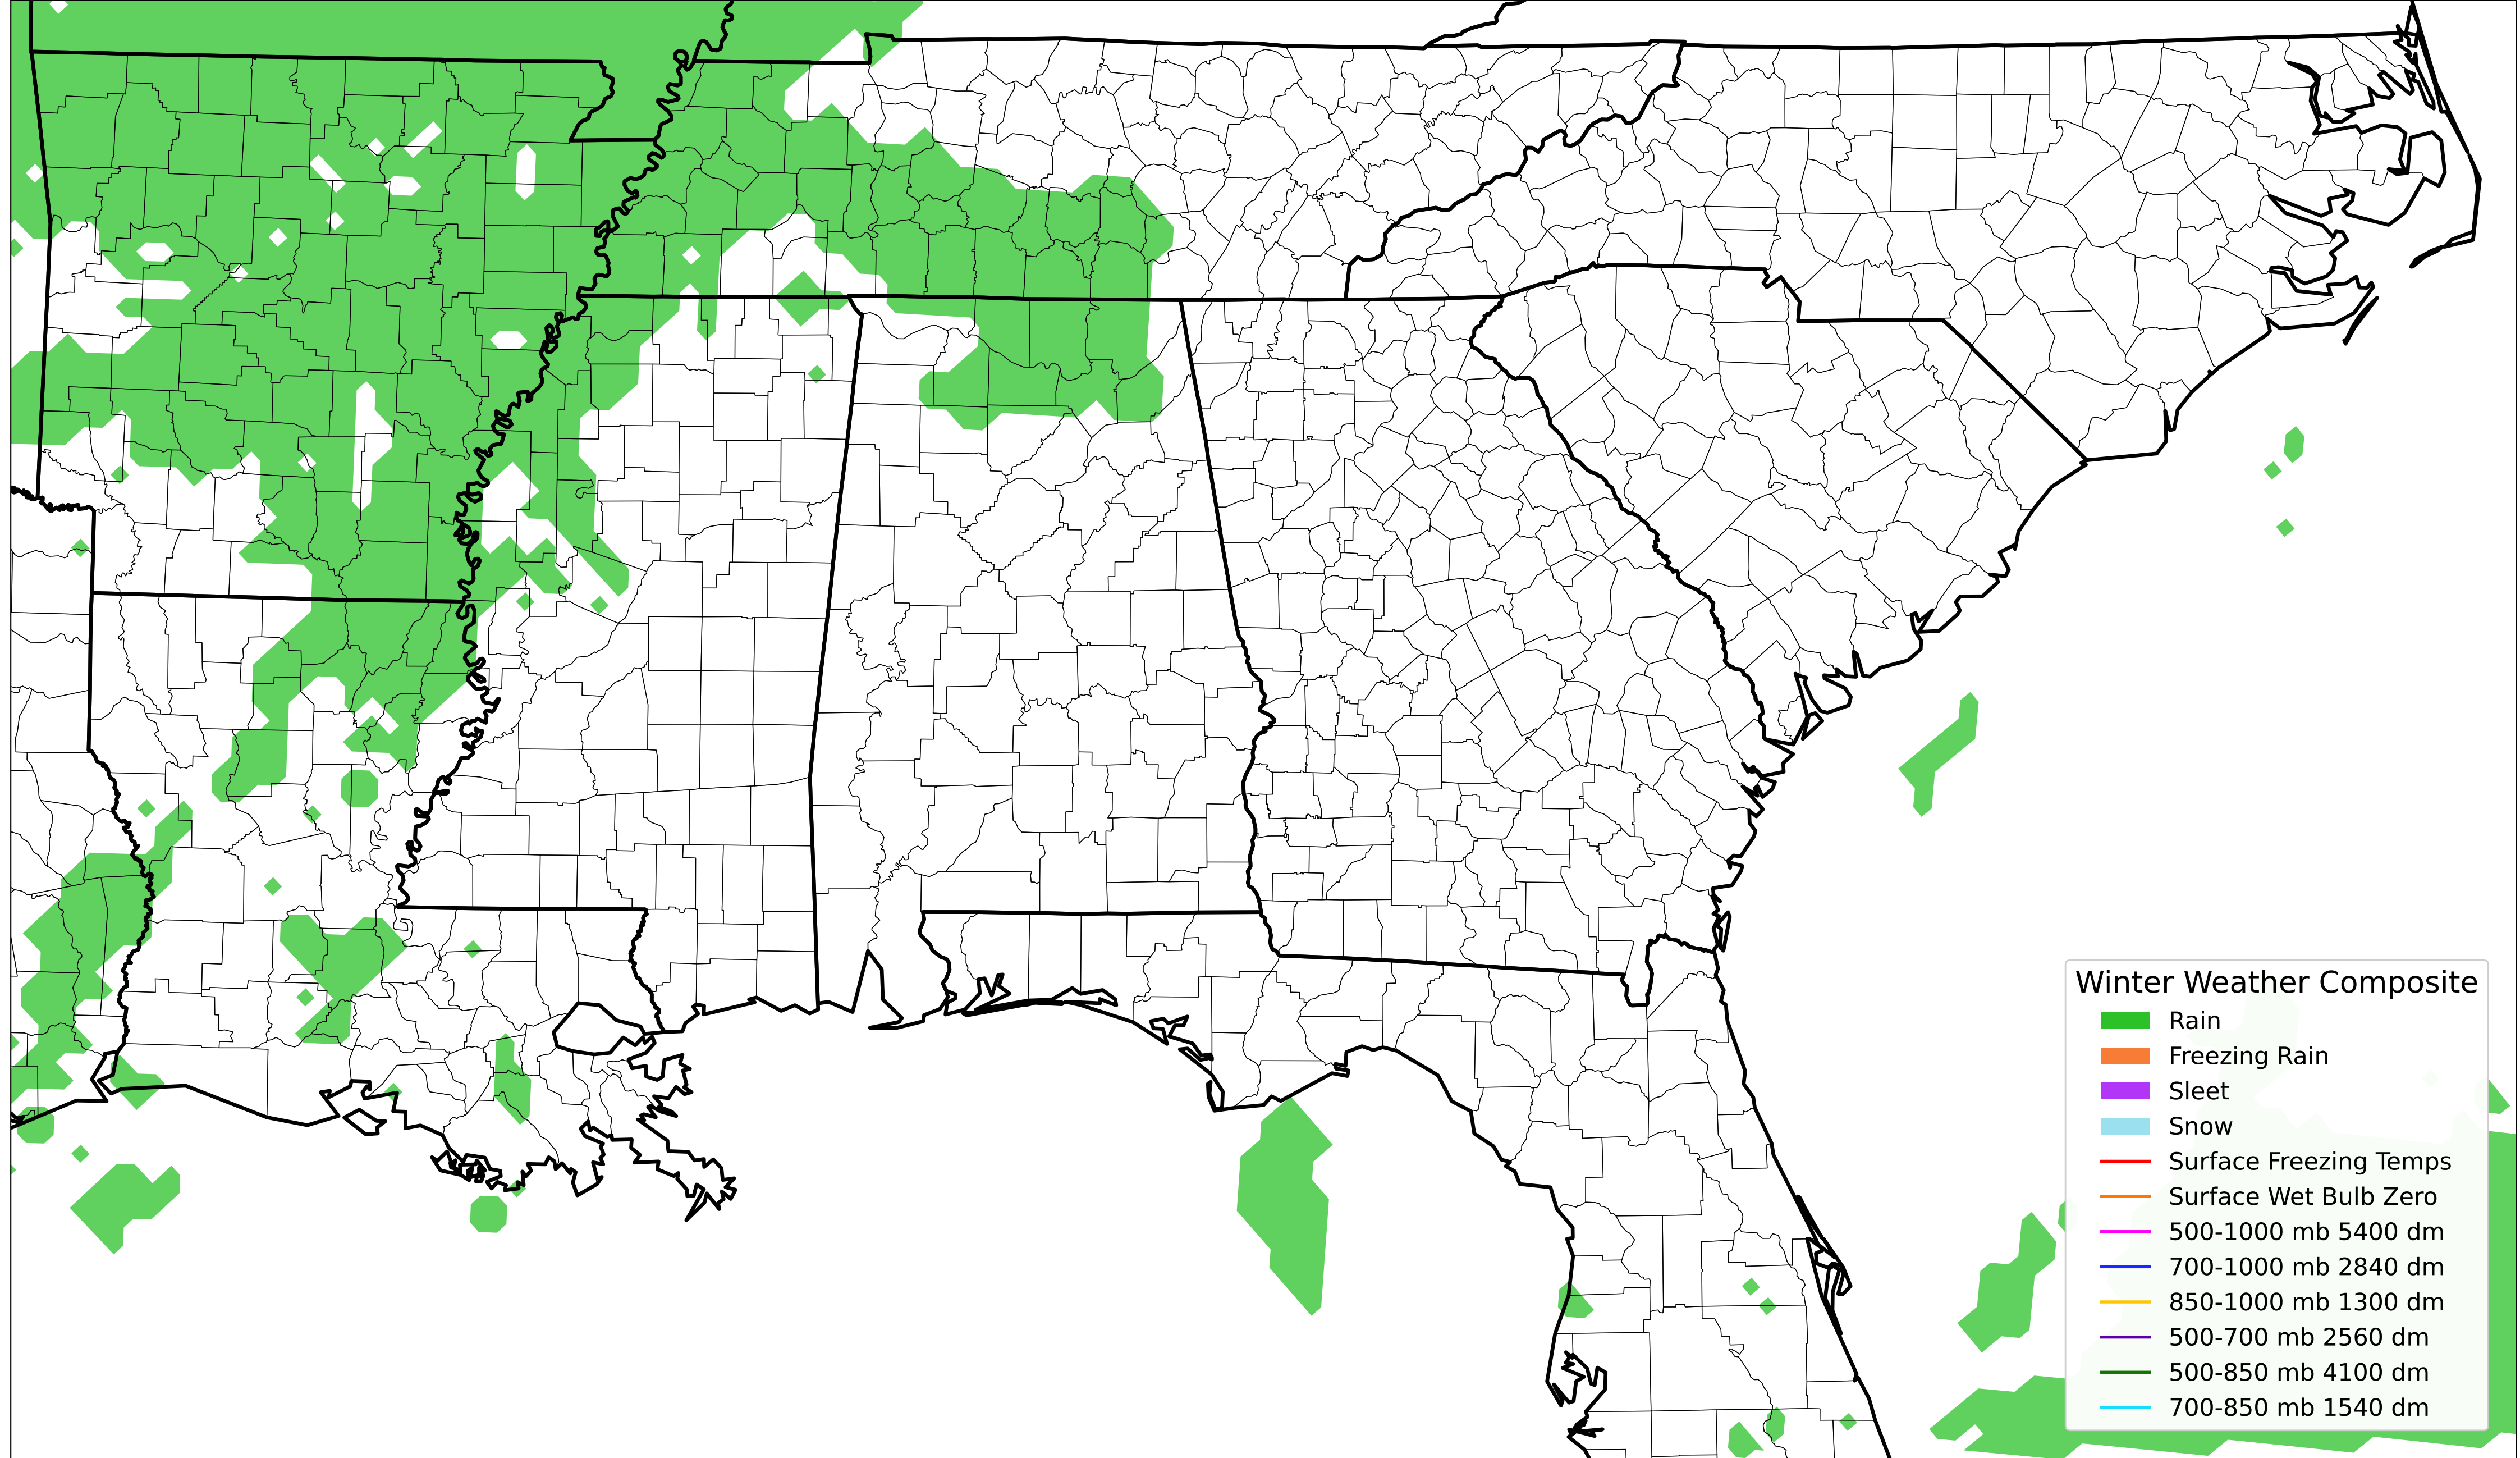 Winter Weather Composite
Rain
Freezing Rain
Sleet
Snow
Surface Freezing Temps
Surface Wet Bulb Zero
500-1000 mb 5400 dm
700-1000 mb 2840 dm
850-1000 mb 1300 dm
500-700 mb 2560 dm
500-850 mb 4100 dm
700-850 mb 1540 dm